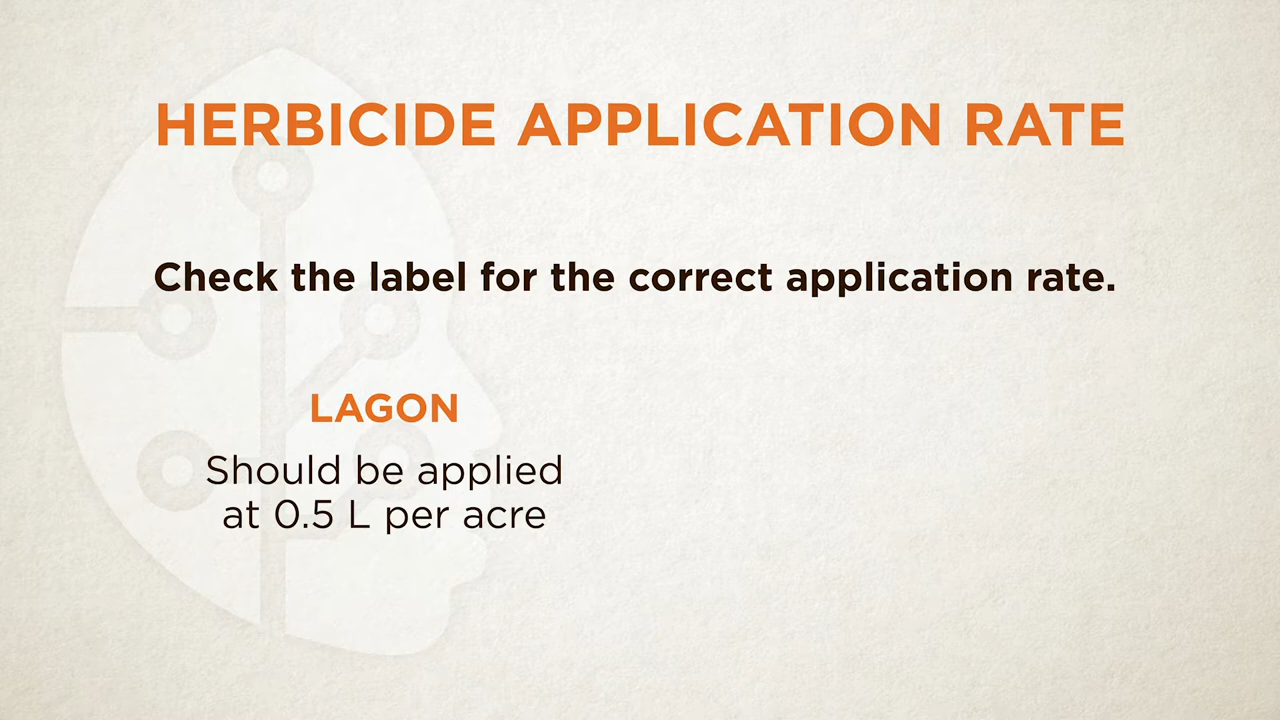 HERBICIDE APPLICATION RATE
Check the label for the correct application rate.
LAGON
Should be applied
at 0.5 L per acre